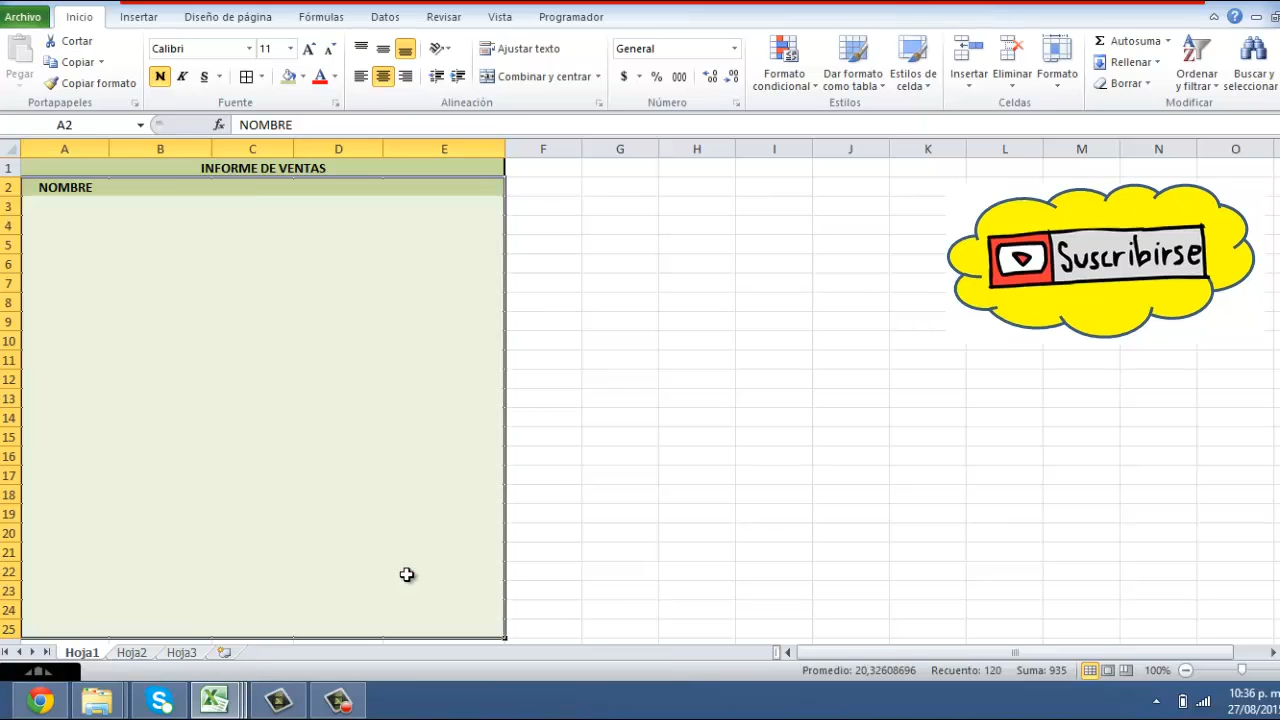 Archivo Inicio Insertar Diseño de página Fórmulas Datos Revisar Vista Programador
Pegar
Cortar
Copiar
Copiar formato
Portapapeles
Calibri 11
N K S
Fuente
Ajustar texto
Combinar y centrar
Alineación
General
$ % 000
Número
Formato condicional
Dar formato como tabla
Estilos de celda
Estilos
Insertar Eliminar Formato
Celdas
Autosuma
Rellenar
Borrar
Ordenar y filtrar
Buscar y seleccionar
Modificar
A2 fx NOMBRE
A B C D E F G H I J K L M N O
1 INFORME DE VENTAS
2 NOMBRE
3
4
5
6
7
8
9
10
11
12
13
14
15
16
17
18
19
20
21
22
23
24
25
Suscribirse
Hoja1 Hoja2 Hoja3
Promedio: 20,32608696 Recuento: 120 Suma: 935 100%
10:36 p. m